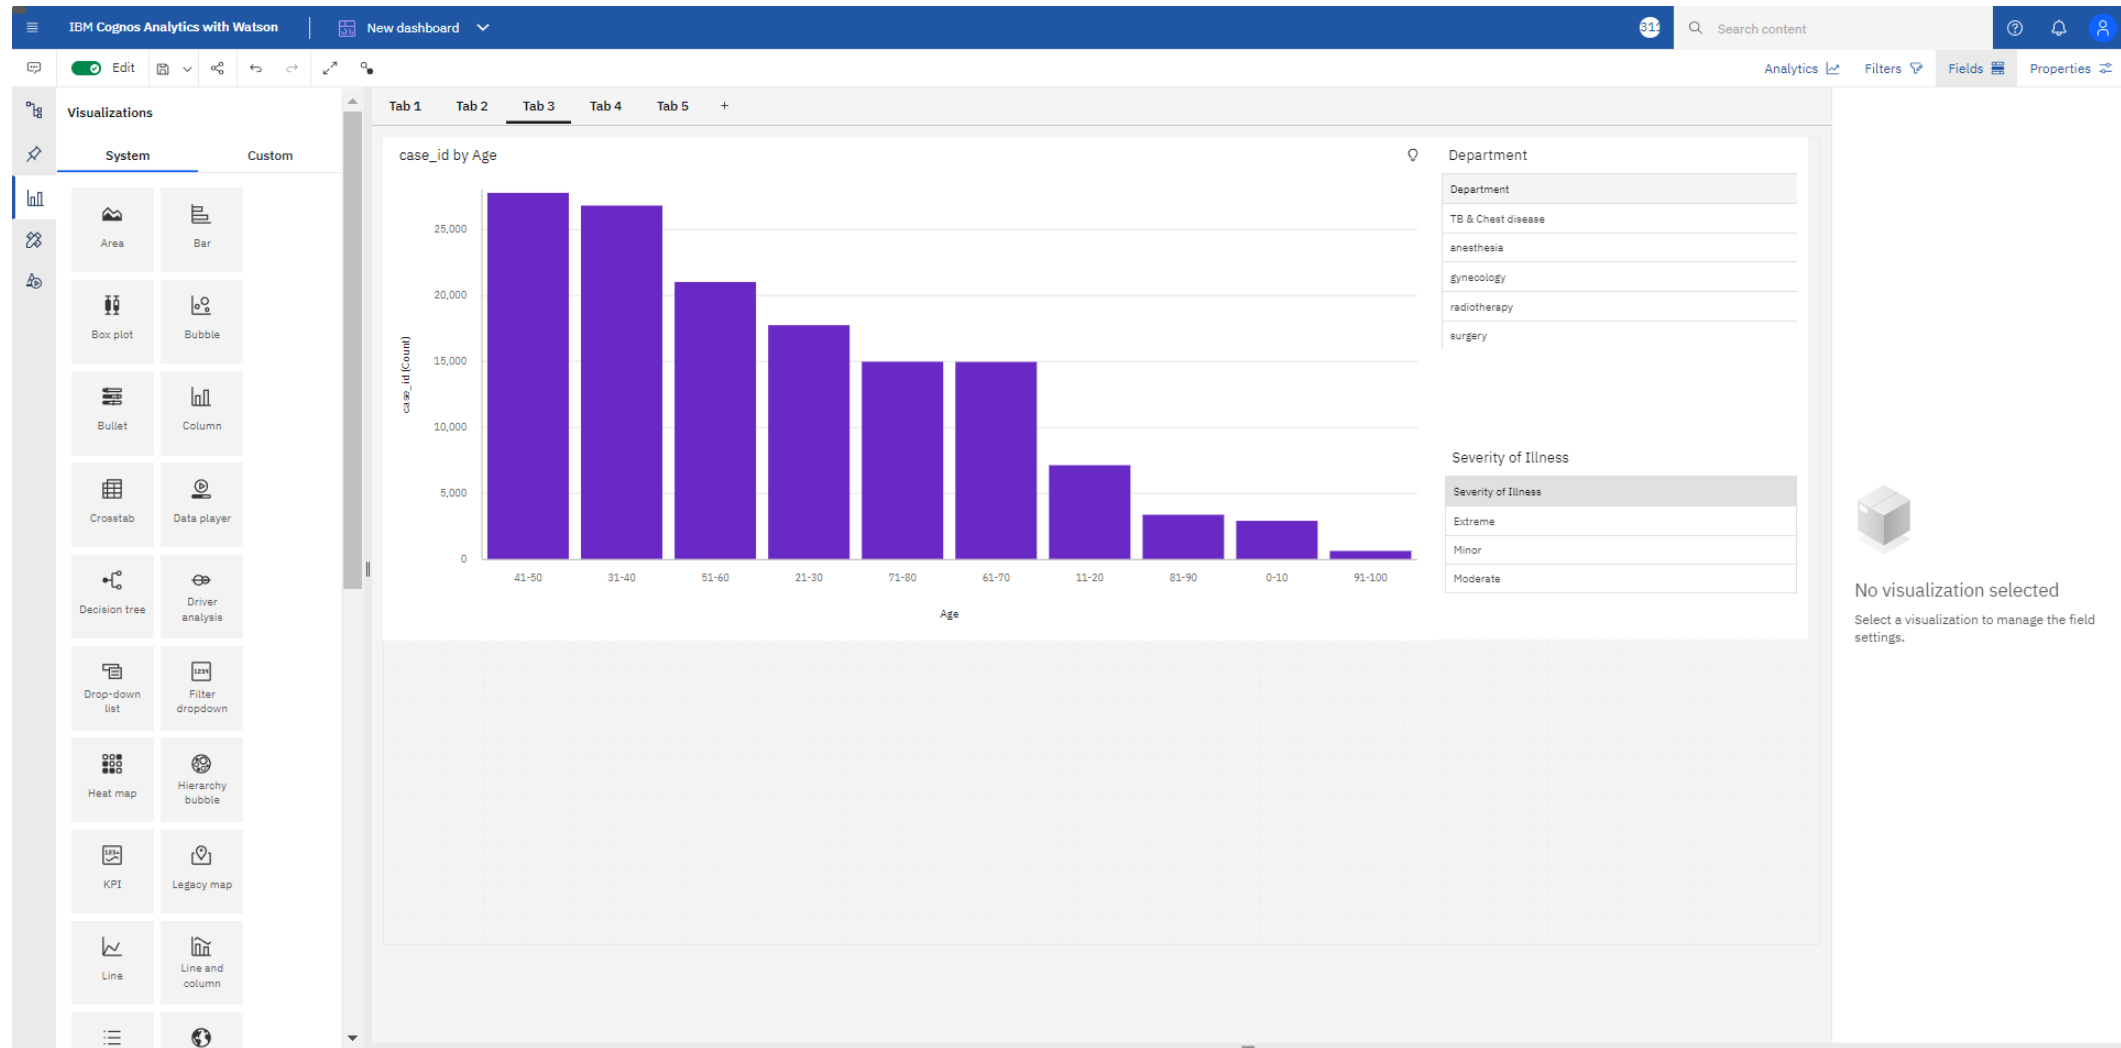 IBM Cognos Analytics with Watson
New dashboard
311
Search content
Edit
Analytics
Filters
Fields
Properties
Visualizations
System
Custom
Area
Bar
Box plot
Bubble
Bullet
Column
Crosstab
Data player
Decision tree
Driver
analysis
Drop-down
list
Filter
dropdown
Heat map
Hierarchy
bubble
KPI
Legacy map
Line
Line and
column
Tab 1
Tab 2
Tab 3
Tab 4
Tab 5
+
case_id by Age
case_id (Count)
25,000
20,000
15,000
10,000
5,000
0
41-50
31-40
51-60
21-30
71-80
61-70
11-20
81-90
0-10
91-100
Age
Department
Department
TB & Chest disease
anesthesia
gynecology
radiotherapy
surgery
Severity of Illness
Severity of Illness
Extreme
Minor
Moderate
No visualization selected
Select a visualization to manage the field
settings.